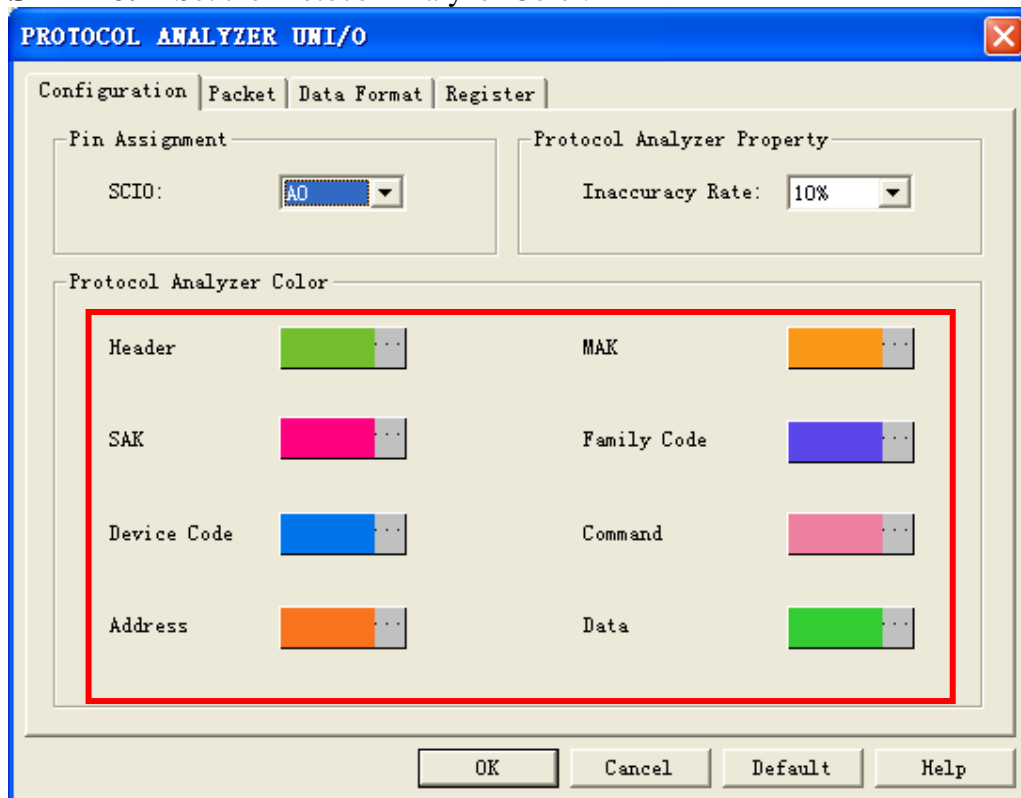 PROTOCOL ANALYZER UNI/O
Configuration Packet Data Format Register
Pin Assignment
SCIO: A0
Protocol Analyzer Property
Inaccuracy Rate: 10%
Protocol Analyzer Color
Header ... MAK ...
SAK ... Family Code ...
Device Code ... Command ...
Address ... Data ...
OK Cancel Default Help